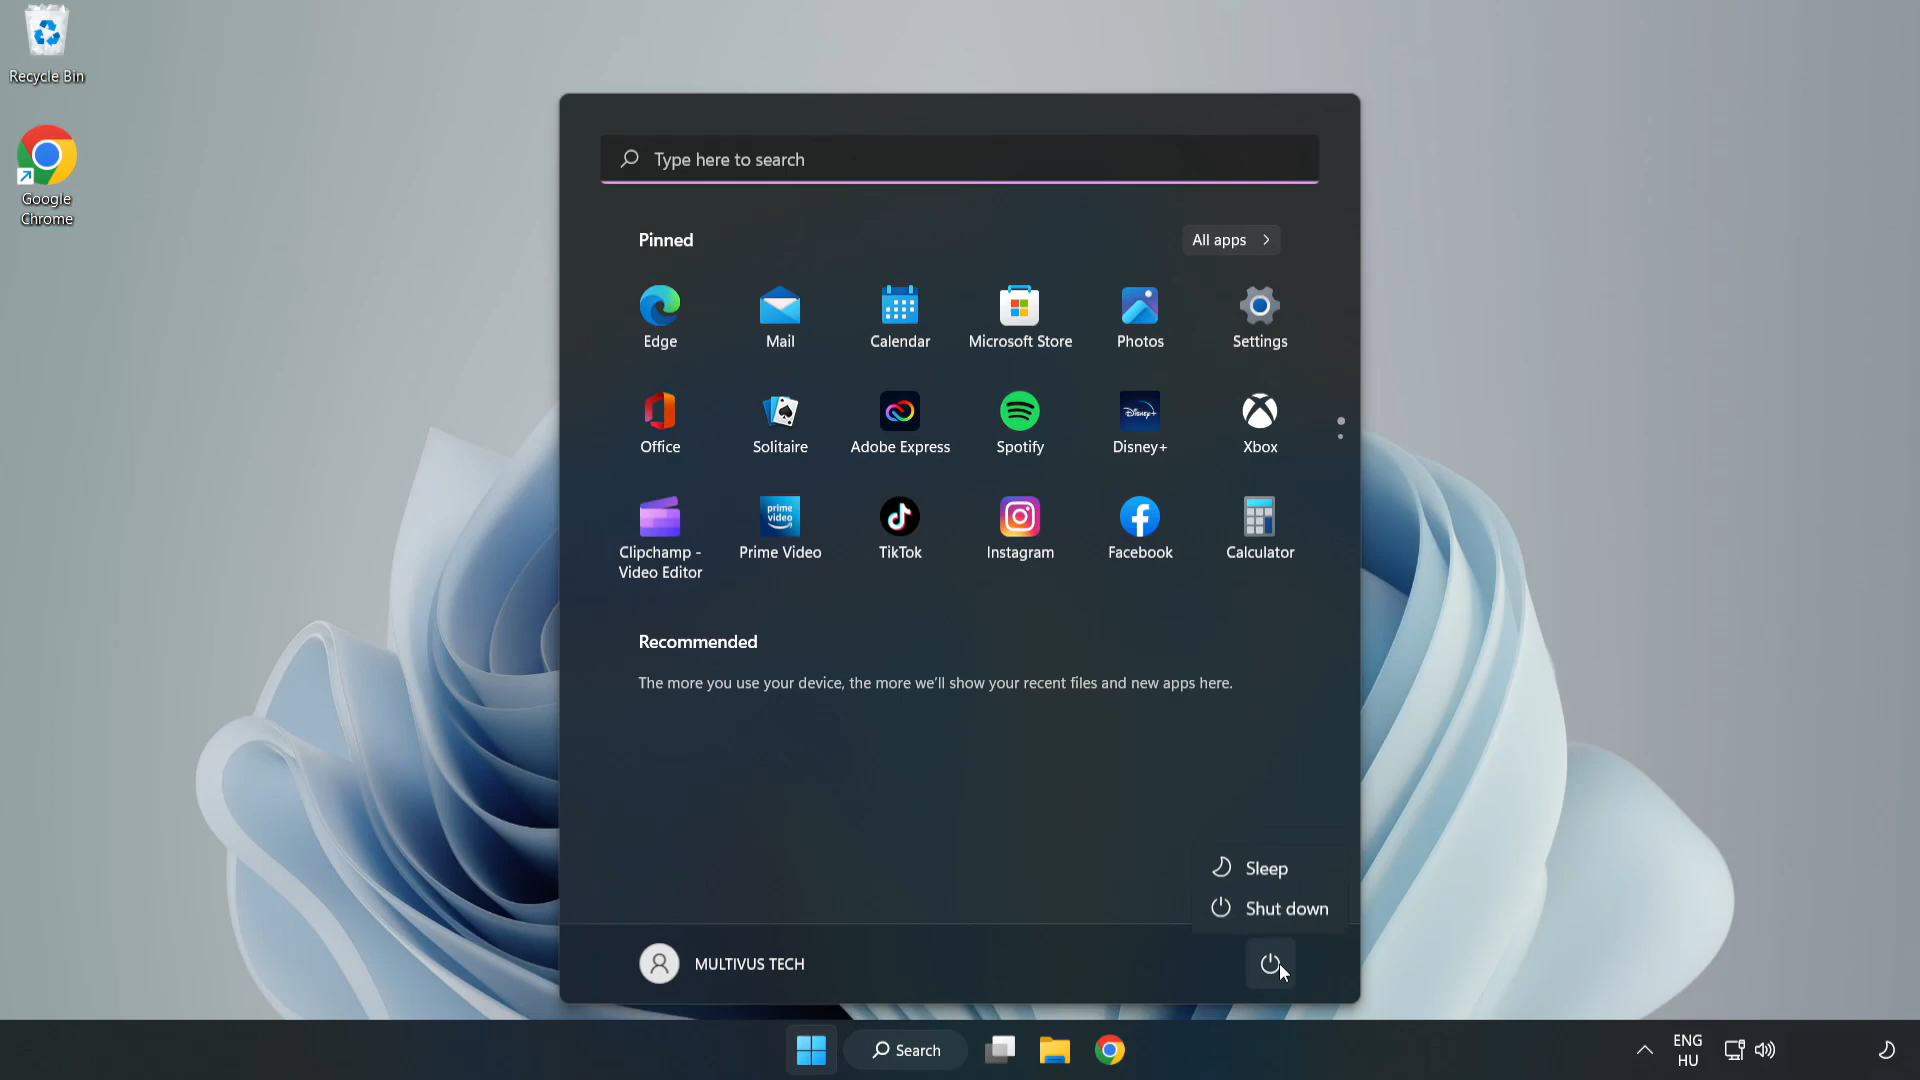 Recycle Bin
Google
Chrome
Type here to search
Pinned
All apps
Edge
Mail
Calendar
Microsoft Store
Photos
Settings
Office
Solitaire
Adobe Express
Spotify
Disney+
Disney+
Xbox
prime
video
Clipchamp -
Video Editor
Prime Video
TikTok
Instagram
Facebook
Calculator
Recommended
The more you use your device, the more we'll show your recent files and new apps here.
Sleep
Shut down
MULTIVUS TECH
Search
ENG
HU